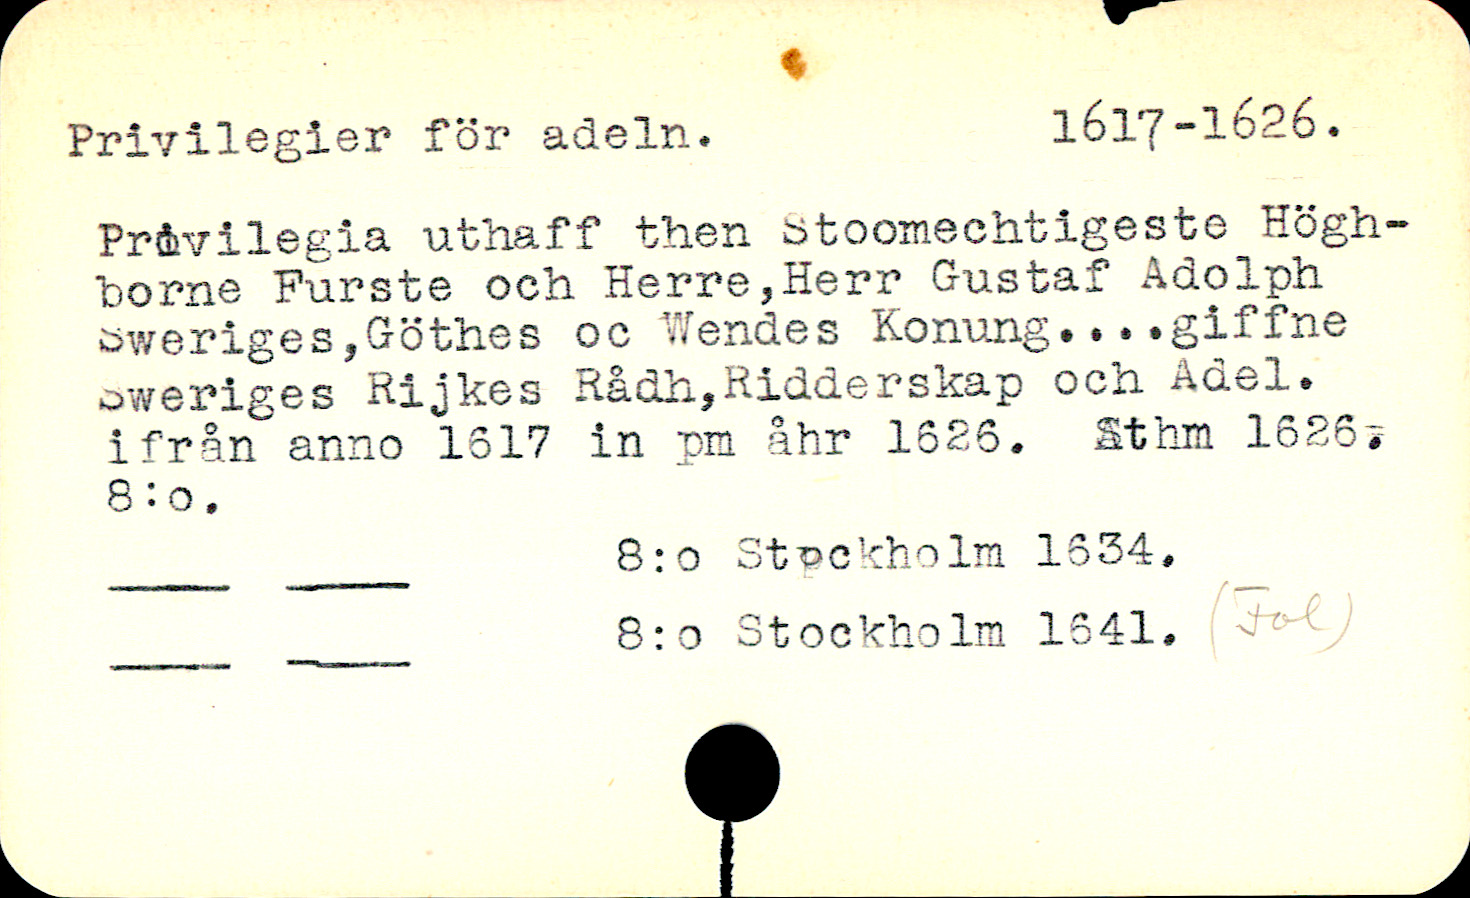 Privilegier för adeln. 1617-1626.
Privilegia uthaff then Stoomechtigeste Högh-
borne Furste och Herre,Herr Gustaf Adolph
Sweriges,Göthes oc Wendes Konung....giffne
Sweriges Rijkes Rådh,Ridderskap och Adel.
ifrån anno 1617 in pm åhr 1626. Sthm 1626.
8:o.
—— —— 8:o Stockholm 1634.
—— —— 8:o Stockholm 1641. (Fol)